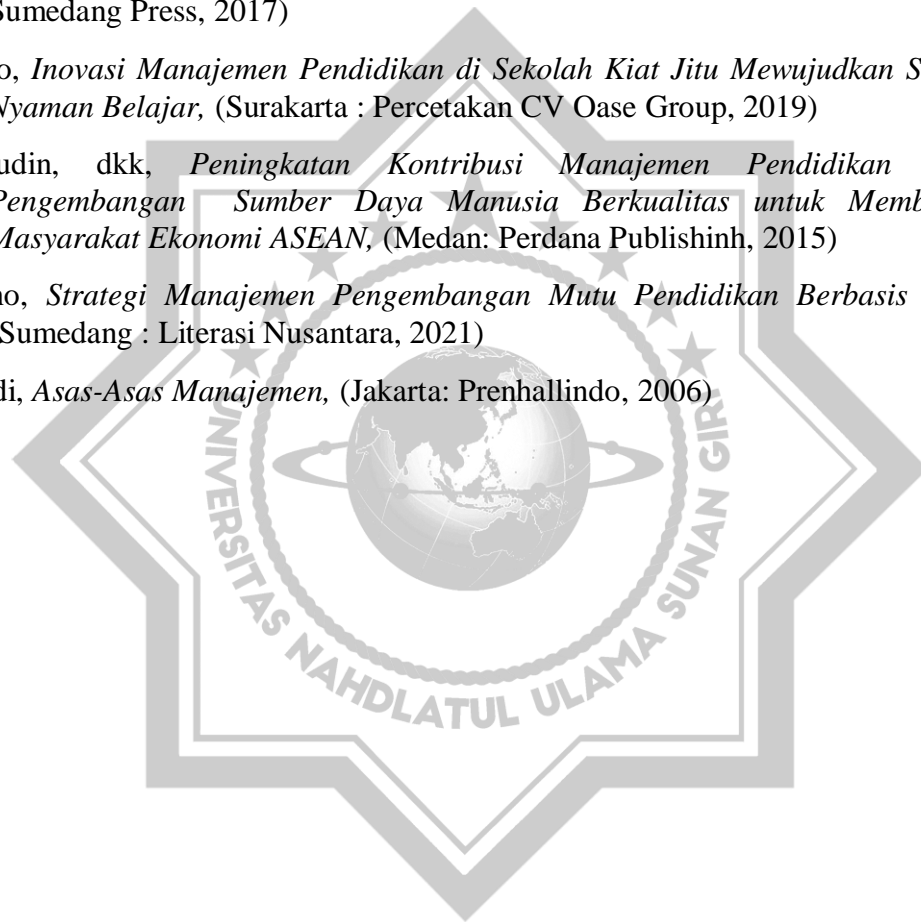 Sumedang Press, 2017)
o, Inovasi Manajemen Pendidikan di Sekolah Kiat Jitu Mewujudkan S
Nyaman Belajar, (Surakarta : Percetakan CV Oase Group, 2019)
udin, dkk, Peningkatan Kontribusi Manajemen Pendidikan
Pengembangan Sumber Daya Manusia Berkualitas untuk Memb
Masyarakat Ekonomi ASEAN, (Medan: Perdana Publishinh, 2015)
no, Strategi Manajemen Pengembangan Mutu Pendidikan Berbasis
(Sumedang : Literasi Nusantara, 2021)
di, Asas-Asas Manajemen, (Jakarta: Prenhallindo, 2006)
UNIVERSITAS NAHDLATUL ULAMA SUNAN GIRI